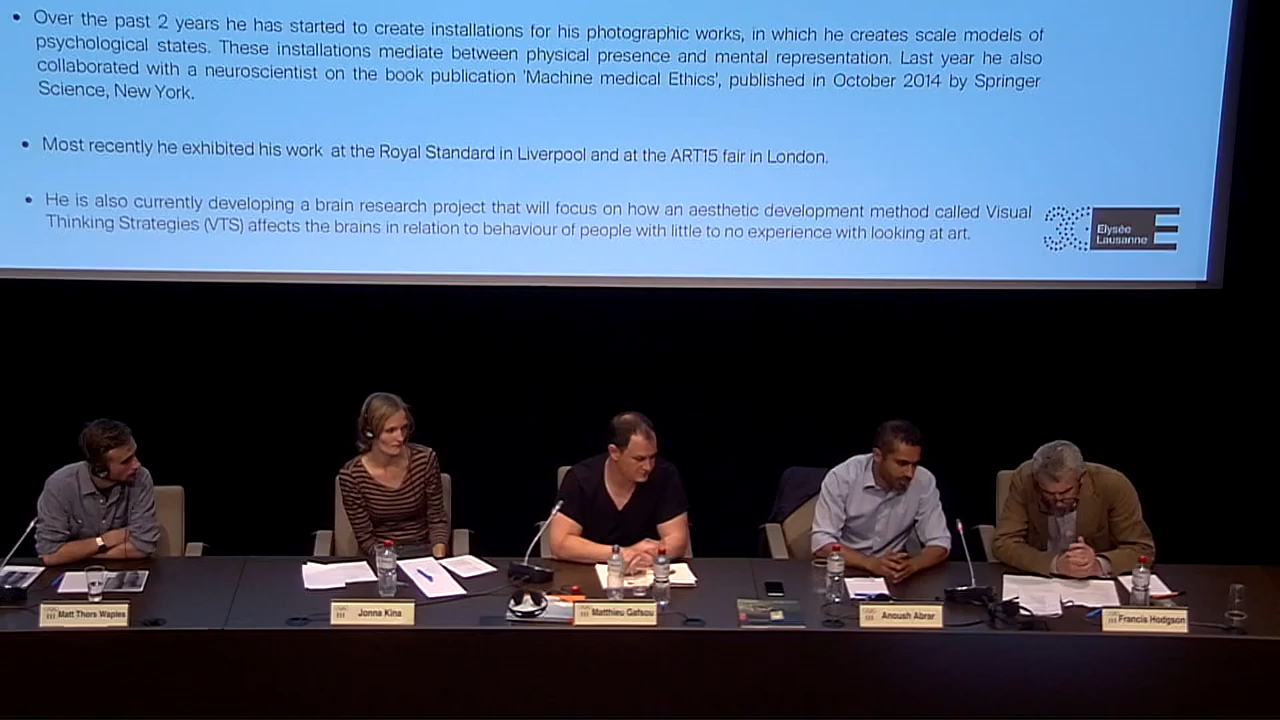 • Over the past 2 years he has started to create installations for his photographic works, in which he creates scale models of
psychological states. These installations mediate between physical presence and mental representation. Last year he also
collaborated with a neuroscientist on the book publication 'Machine medical Ethics', published in October 2014 by Springer
Science, New York.
• Most recently he exhibited his work at the Royal Standard in Liverpool and at the ART15 fair in London.
• He is also currently developing a brain research project that will focus on how an aesthetic development method called Visual
Thinking Strategies (VTS) affects the brains in relation to behaviour of people with little to no experience with looking at art.
Elysée
Lausanne
Matt Thors Waples
Jonna Kina
Matthieu Gafsou
Anoush Abrar
Francis Hodgson